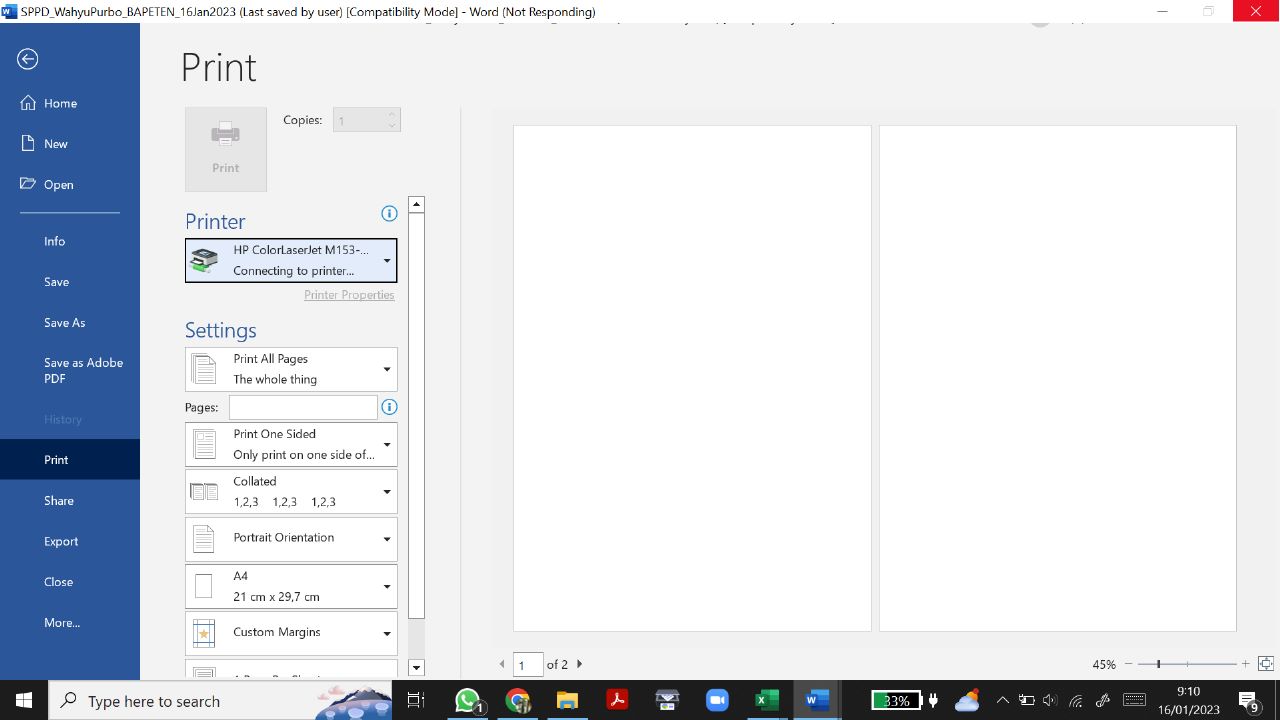 SPPD_WahyuPurbo_BAPETEN_16Jan2023 (Last saved by user) [Compatibility Mode] - Word (Not Responding)
Print
Home
New
Open
Info
Save
Save As
Save as Adobe
PDF
History
Print
Share
Export
Close
More...
Print
Copies:
1
Printer
HP ColorLaserJet M153-...
Connecting to printer...
Printer Properties
Settings
Print All Pages
The whole thing
Pages:
Print One Sided
Only print on one side of...
Collated
1,2,3 1,2,3 1,2,3
Portrait Orientation
A4
21 cm x 29,7 cm
Custom Margins
1 of 2
45%
Type here to search
1
33%
9:10
16/01/2023
9